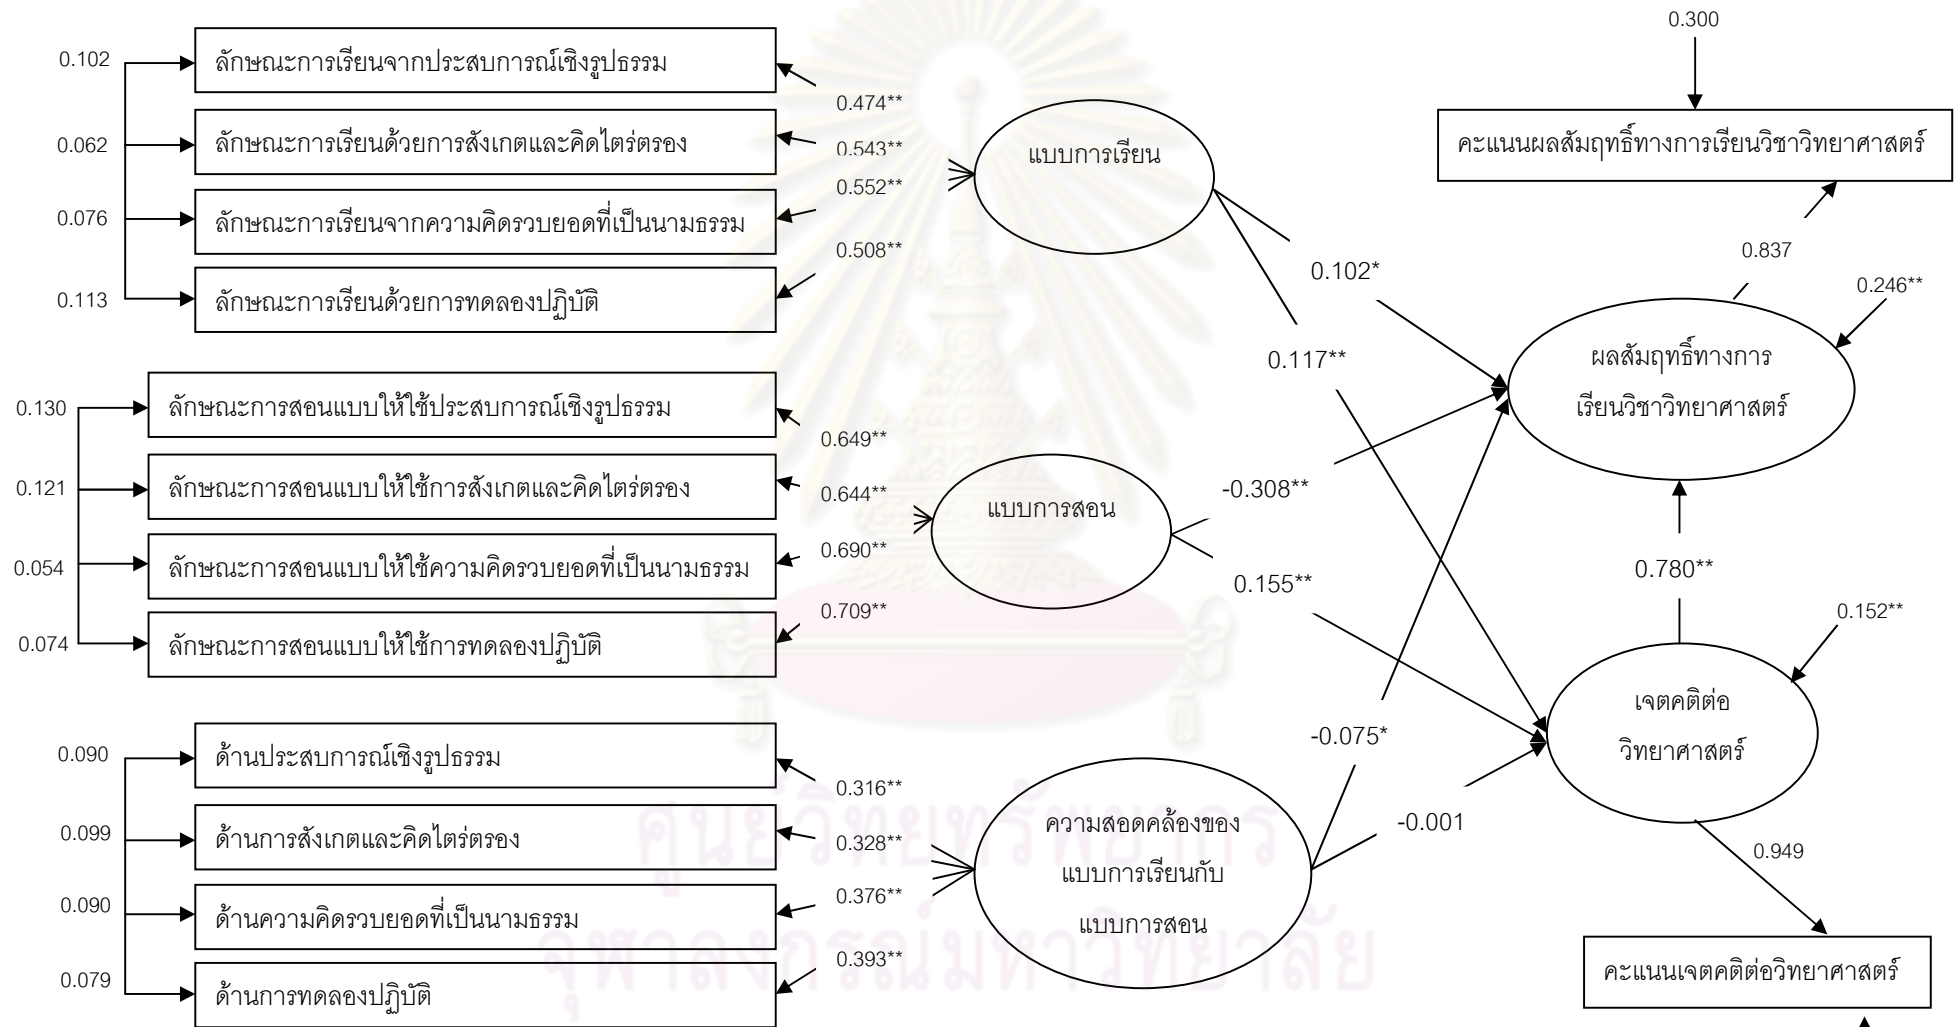 0.102
ลักษณะการเรียนจากประสบการณ์เชิงรูปธรรม
0.062
ลักษณะการเรียนด้วยการสังเกตและคิดไตร่ตรอง
0.076
ลักษณะการเรียนจากความคิดรวบยอดที่เป็นนามธรรม
0.113
ลักษณะการเรียนด้วยการทดลองปฏิบัติ
0.474**
0.543**
0.552**
0.508**
แบบการเรียน
0.130
ลักษณะการสอนแบบให้ใช้ประสบการณ์เชิงรูปธรรม
0.121
ลักษณะการสอนแบบให้ใช้การสังเกตและคิดไตร่ตรอง
0.054
ลักษณะการสอนแบบให้ใช้ความคิดรวบยอดที่เป็นนามธรรม
0.074
ลักษณะการสอนแบบให้ใช้การทดลองปฏิบัติ
0.649**
0.644**
0.690**
0.709**
แบบการสอน
0.090
ด้านประสบการณ์เชิงรูปธรรม
0.099
ด้านการสังเกตและคิดไตร่ตรอง
0.090
ด้านความคิดรวบยอดที่เป็นนามธรรม
0.079
ด้านการทดลองปฏิบัติ
0.316**
0.328**
0.376**
0.393**
ความสอดคล้องของ
แบบการเรียนกับ
แบบการสอน
0.102*
0.117**
-0.308**
0.155**
-0.075*
-0.001
0.300
คะแนนผลสัมฤทธิ์ทางการเรียนวิชาวิทยาศาสตร์
0.837
0.246**
ผลสัมฤทธิ์ทางการ
เรียนวิชาวิทยาศาสตร์
0.780**
0.152**
เจตคติต่อ
วิทยาศาสตร์
0.949
คะแนนเจตคติต่อวิทยาศาสตร์
ศูนย์วิทยทรัพยากร
จุฬาลงกรณ์มหาวิทยาลัย